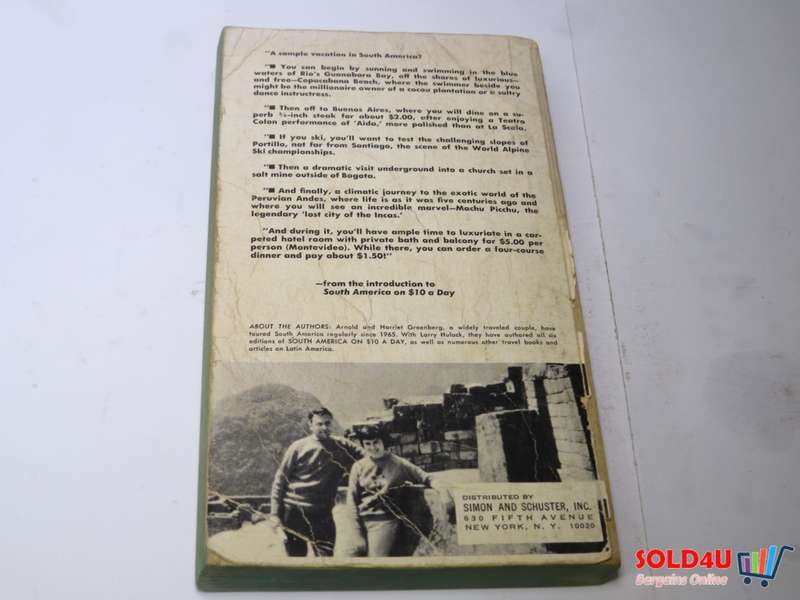 "A sample vacation in South America?
"■ You can begin by sunning and swimming in the blue
waters of Rio's Guanabara Bay, off the shores of luxurious—
and free—Copacabana Beach, where the swimmer beside you
might be the millionaire owner of a cocoa plantation or a sultry
dance instructress.
"■ Then off to Buenos Aires, where you will dine on a su-
perb ¾-inch steak for about $2.00, after enjoying a Teatro
Colon performance of 'Aida,' more polished than at La Scala.
"■ If you ski, you'll want to test the challenging slopes of
Portillo, not far from Santiago, the scene of the World Alpine
Ski championships.
"■ Then a dramatic visit underground into a church set in a
salt mine outside of Bogota.
"■ And finally, a climatic journey to the exotic world of the
Peruvian Andes, where life is as it was five centuries ago and
where you will see an incredible marvel—Machu Picchu, the
legendary 'lost city of the Incas.'
"And during it, you'll have ample time to luxuriate in a car-
peted hotel room with private bath and balcony for $5.00 per
person (Montevideo). While there, you can order a four-course
dinner and pay about $1.50!"
—from the introduction to
South America on $10 a Day
ABOUT THE AUTHORS: Arnold and Harriet Greenberg, a widely traveled couple, have
toured South America regularly since 1965. With Larry Hulack, they have authored all six
editions of SOUTH AMERICA ON $10 A DAY, as well as numerous other travel books and
articles on Latin America.
DISTRIBUTED BY
SIMON AND SCHUSTER, INC.
630 FIFTH AVENUE
NEW YORK, N. Y. 10020
SOLD4U
Bargains Online